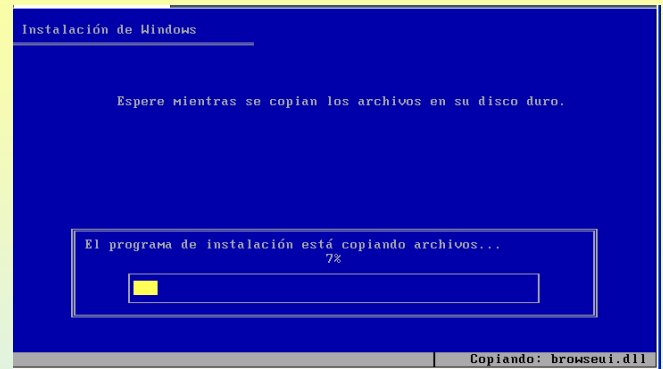 Instalación de Windows
Espere mientras se copian los archivos en su disco duro.
El programa de instalación está copiando archivos...
7%
Copiando: browseui.dll